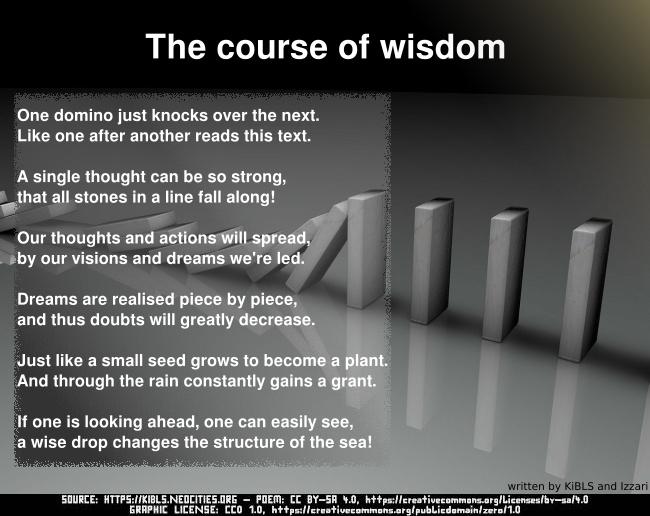 The course of wisdom
One domino just knocks over the next.
Like one after another reads this text.
A single thought can be so strong,
that all stones in a line fall along!
Our thoughts and actions will spread,
by our visions and dreams we're led.
Dreams are realised piece by piece,
and thus doubts will greatly decrease.
Just like a small seed grows to become a plant.
And through the rain constantly gains a grant.
If one is looking ahead, one can easily see,
a wise drop changes the structure of the sea!
written by KiBLS and Izzari
SOURCE: HTTPS://KIBLS.NEOCITIES.ORG – POEM: CC BY-SA 4.0, https://creativecommons.org/licenses/by-sa/4.0
GRAPHIC LICENSE: CC0 1.0, https://creativecommons.org/publicdomain/zero/1.0